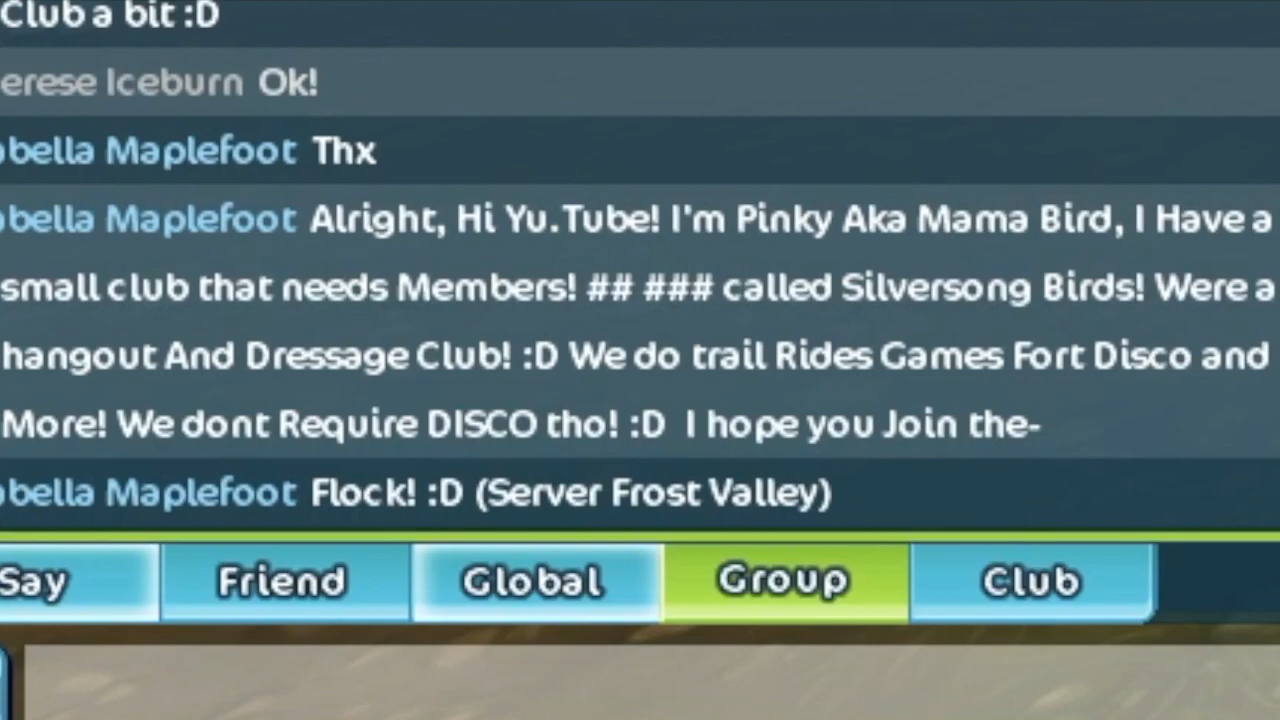 Club a bit :D
erese Iceburn Ok!
bella Maplefoot Thx
bella Maplefoot Alright, Hi Yu.Tube! I'm Pinky Aka Mama Bird, I Have a
small club that needs Members! ## ### called Silversong Birds! Were a
hangout And Dressage Club! :D We do trail Rides Games Fort Disco and
More! We dont Require DISCO tho! :D I hope you Join the-
bella Maplefoot Flock! :D (Server Frost Valley)
Say Friend Global Group Club